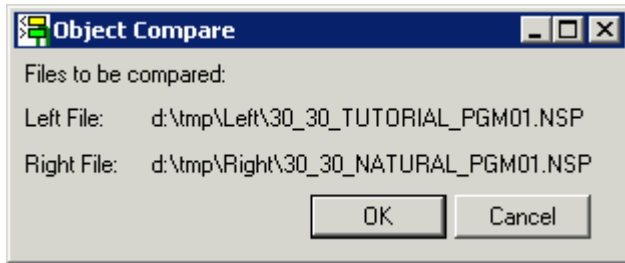 Object Compare
Files to be compared:
Left File: d:\tmp\Left\30_30_TUTORIAL_PGM01.NSP
Right File: d:\tmp\Right\30_30_NATURAL_PGM01.NSP
OK Cancel